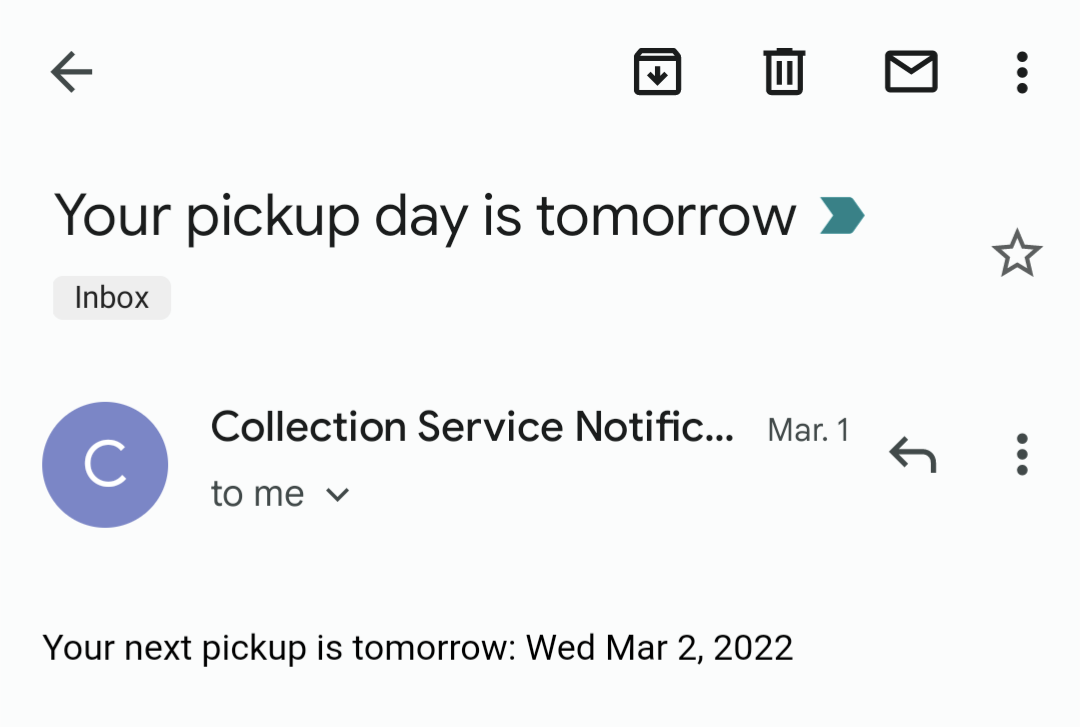 Your pickup day is tomorrow
Inbox
C
Collection Service Notific... Mar. 1
to me
Your next pickup is tomorrow: Wed Mar 2, 2022